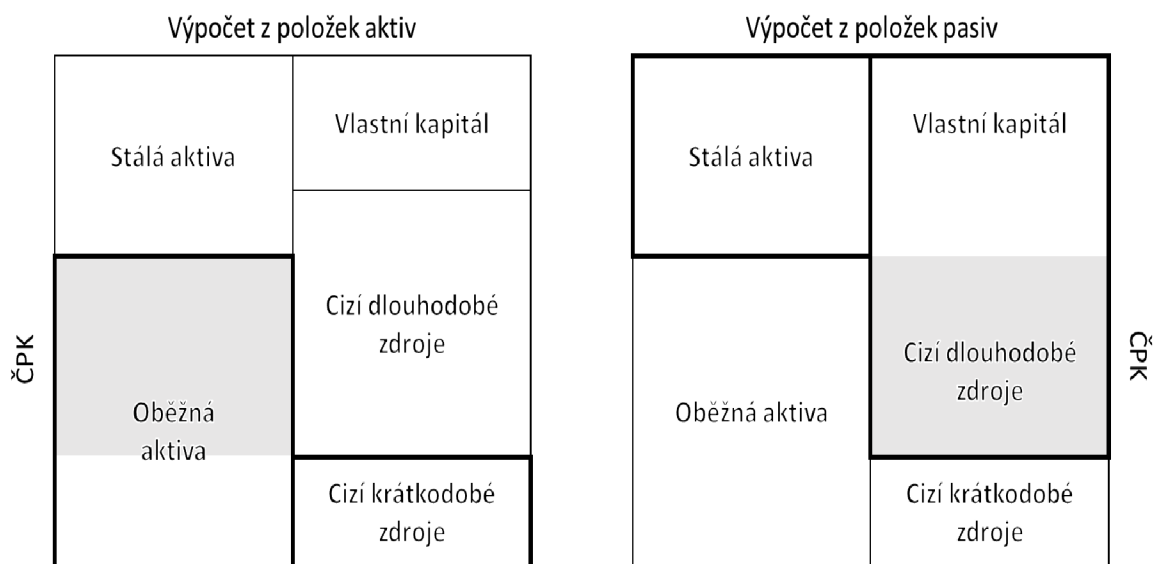 Výpočet z položek aktiv
Stálá aktiva
Vlastní kapitál
Cizí dlouhodobé
zdroje
ČPK
Oběžná
aktiva
Cizí krátkodobé
zdroje
Výpočet z položek pasiv
Stálá aktiva
Vlastní kapitál
Cizí dlouhodobé
zdroje
ČPK
Oběžná aktiva
Cizí krátkodobé
zdroje